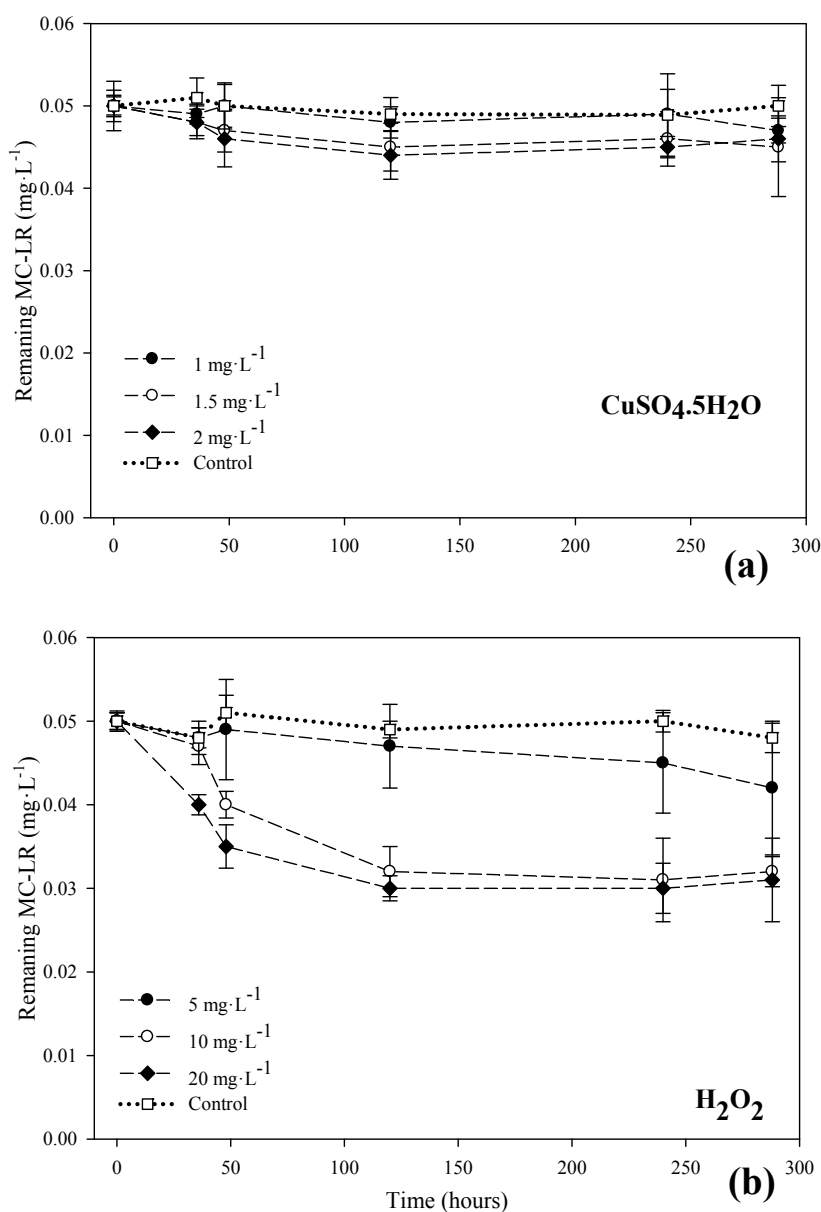 0.06
0.05
0.04
0.03
0.02
0.01
0.00
Remaning MC-LR (mg·L-1)
1 mg·L-1
1.5 mg·L-1
2 mg·L-1
Control
CuSO4.5H2O
0 50 100 150 200 250 300
(a)
0.06
0.05
0.04
0.03
0.02
0.01
0.00
Remaning MC-LR (mg·L-1)
5 mg·L-1
10 mg·L-1
20 mg·L-1
Control
H2O2
0 50 100 150 200 250 300
(b)
Time (hours)